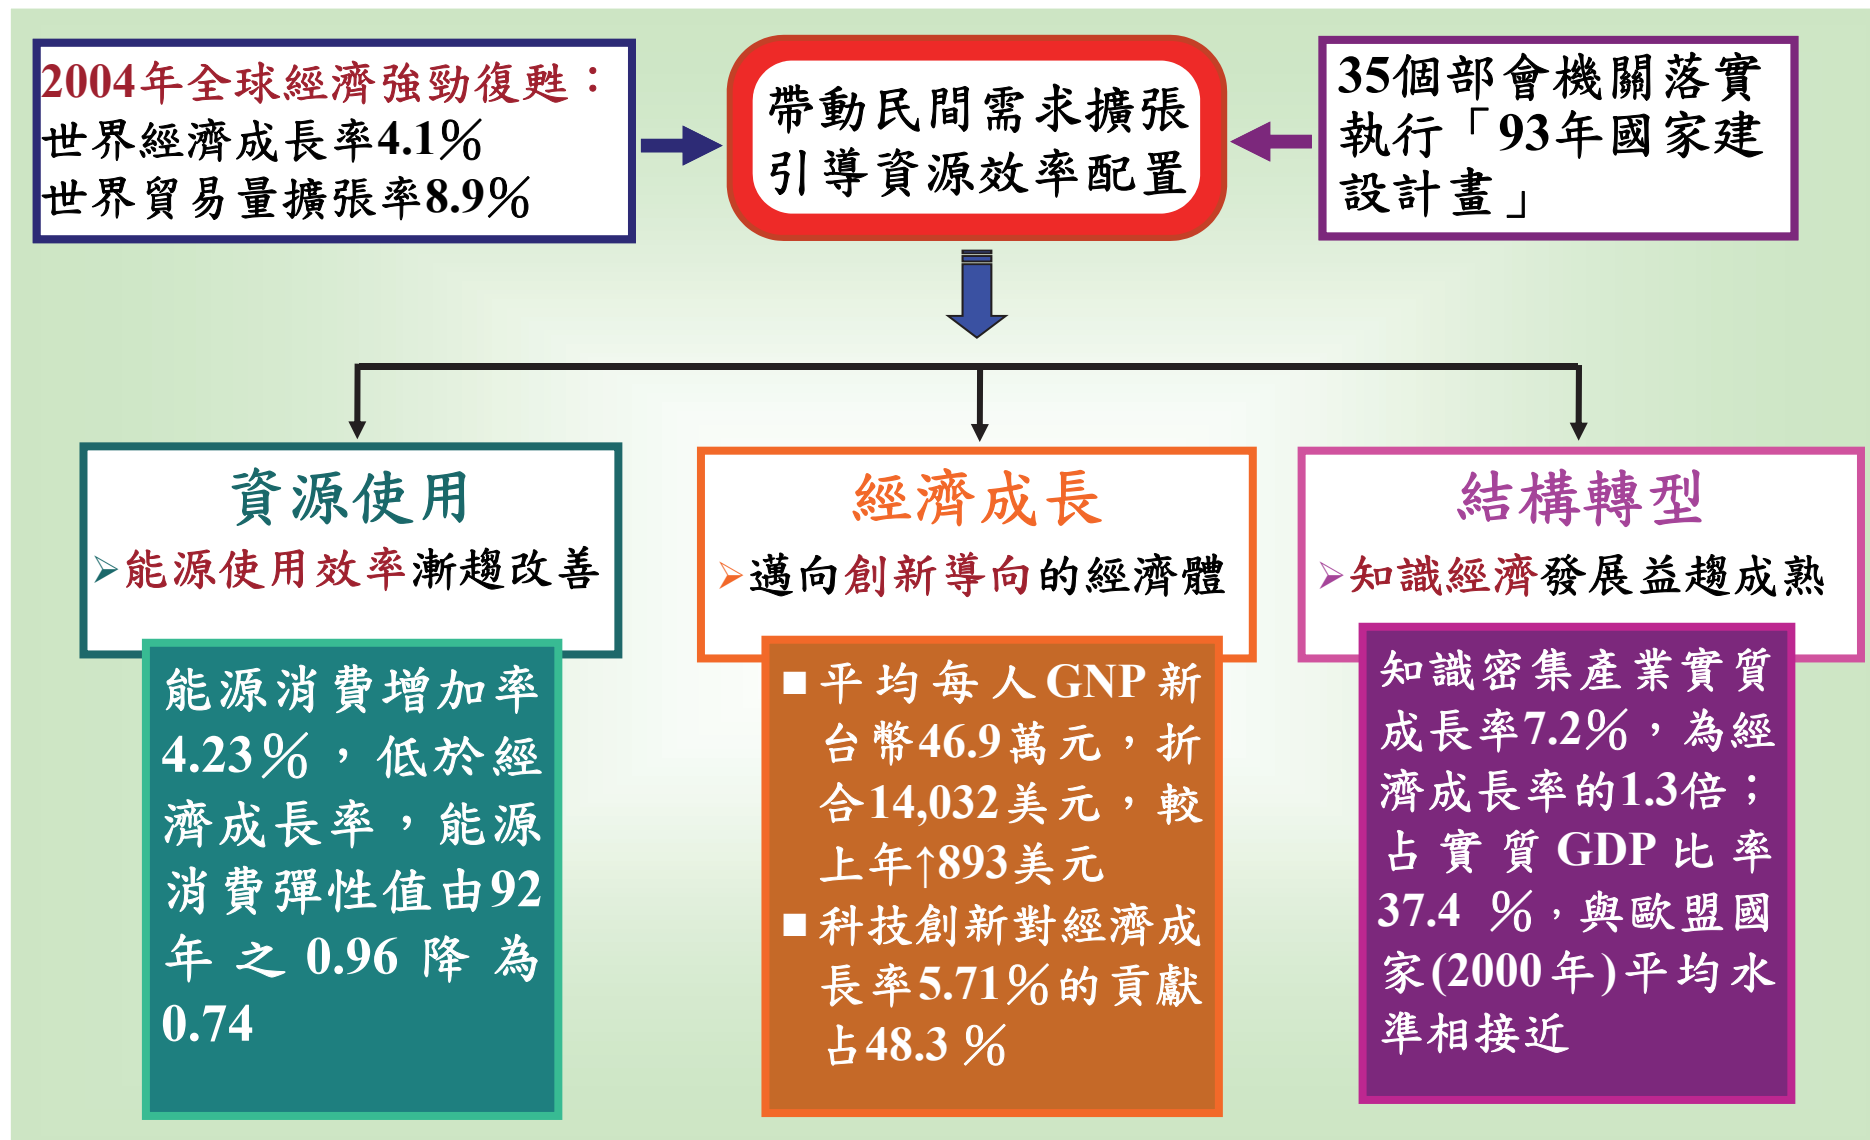 2004年全球經濟強勁復甦：
世界經濟成長率4.1％
世界貿易量擴張率8.9％
帶動民間需求擴張
引導資源效率配置
35個部會機關落實
執行「93年國家建
設計畫」
資源使用
➢能源使用效率漸趨改善
能源消費增加率
4.23％，低於經
濟成長率，能源
消費彈性值由92
年之0.96降為
0.74
經濟成長
➢邁向創新導向的經濟體
■平均每人GNP新
台幣46.9萬元，折
合14,032美元，較
上年↑893美元
■科技創新對經濟成
長率5.71％的貢獻
占48.3 ％
結構轉型
➢知識經濟發展益趨成熟
知識密集產業實質
成長率7.2％，為經
濟成長率的1.3倍；
占實質GDP比率
37.4 ％，與歐盟國
家(2000年)平均水
準相接近